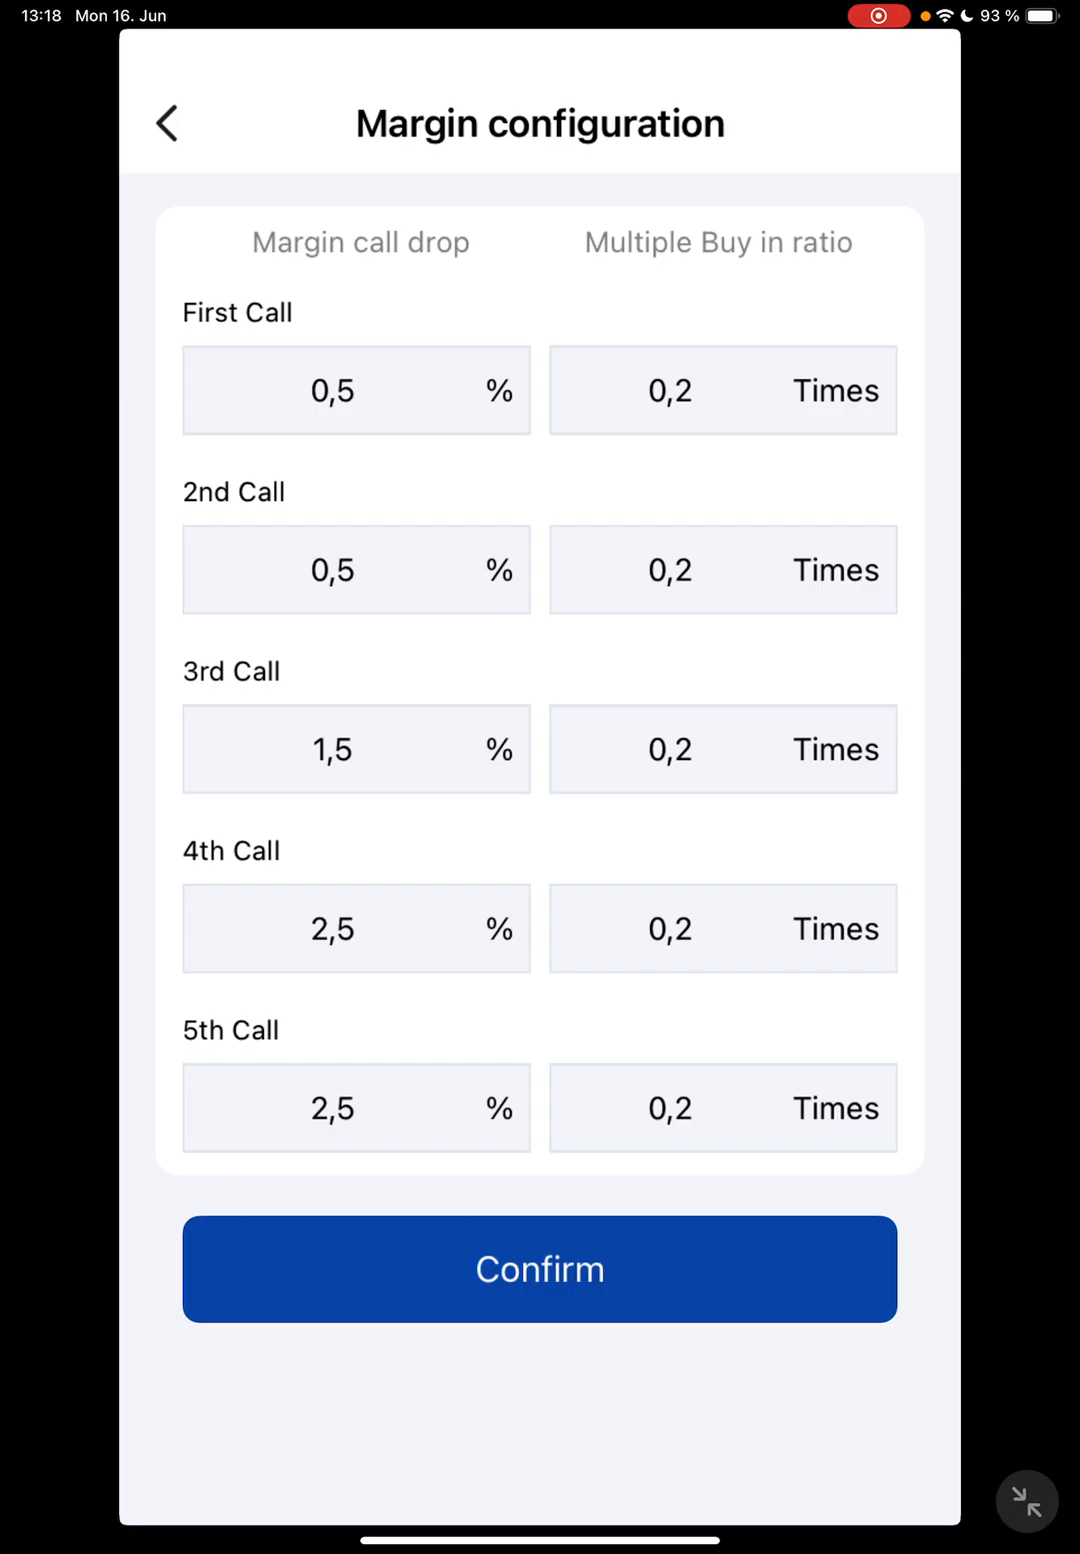 13:18 Mon 16. Jun 93 %
Margin configuration
Margin call drop Multiple Buy in ratio
First Call
0,5 % 0,2 Times
2nd Call
0,5 % 0,2 Times
3rd Call
1,5 % 0,2 Times
4th Call
2,5 % 0,2 Times
5th Call
2,5 % 0,2 Times
Confirm